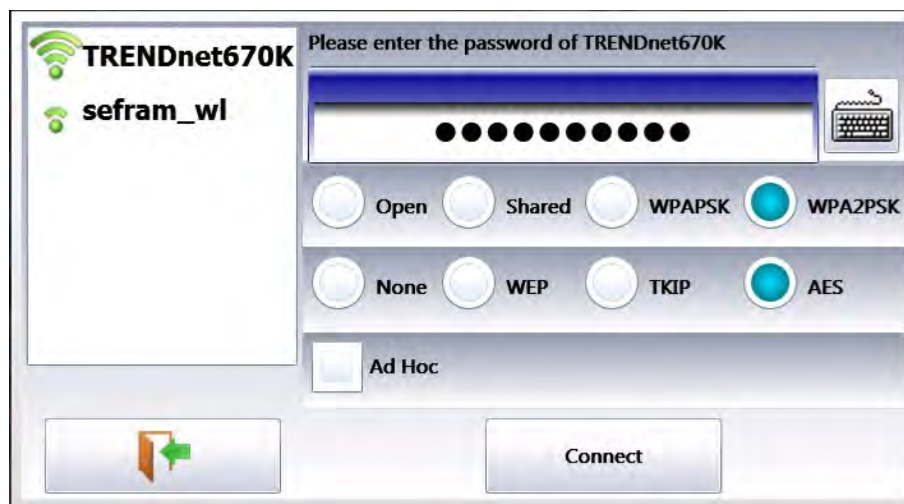 TRENDnet670K
sefram_wl
Please enter the password of TRENDnet670K
●●●●●●●●●●
Open Shared WPAPSK WPA2PSK
None WEP TKIP AES
Ad Hoc
Connect